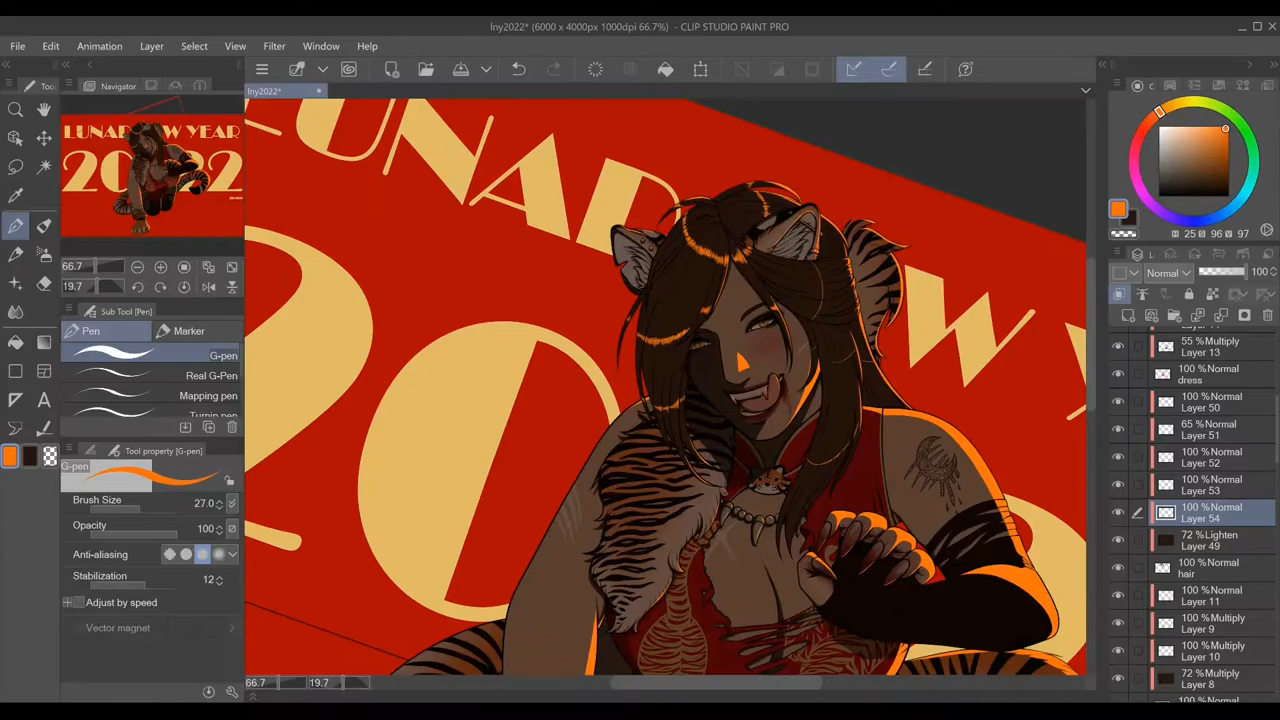 lny2022* (6000 x 4000px 1000dpi 66.7%) - CLIP STUDIO PAINT PRO
File Edit Animation Layer Select View Filter Window Help
lny2022*
Navigator
LUNAR W YEAR
66.7
19.7
Sub Tool [Pen]
Pen Marker
G-pen
Real G-Pen
Mapping pen
Turnip pen
Tool property [G-pen]
G-pen
Brush Size 27.0
Opacity 100
Anti-aliasing
Stabilization 12
Adjust by speed
Vector magnet
LUNAR W
20
66.7 19.7
25 S 96 V 97
Normal 100
55 %Multiply
Layer 13
100 %Normal
dress
100 %Normal
Layer 50
65 %Normal
Layer 51
100 %Normal
Layer 52
100 %Normal
Layer 53
100 %Normal
Layer 54
72 %Lighten
Layer 49
100 %Normal
hair
100 %Normal
Layer 11
100 %Multiply
Layer 9
100 %Multiply
Layer 10
72 %Multiply
Layer 8